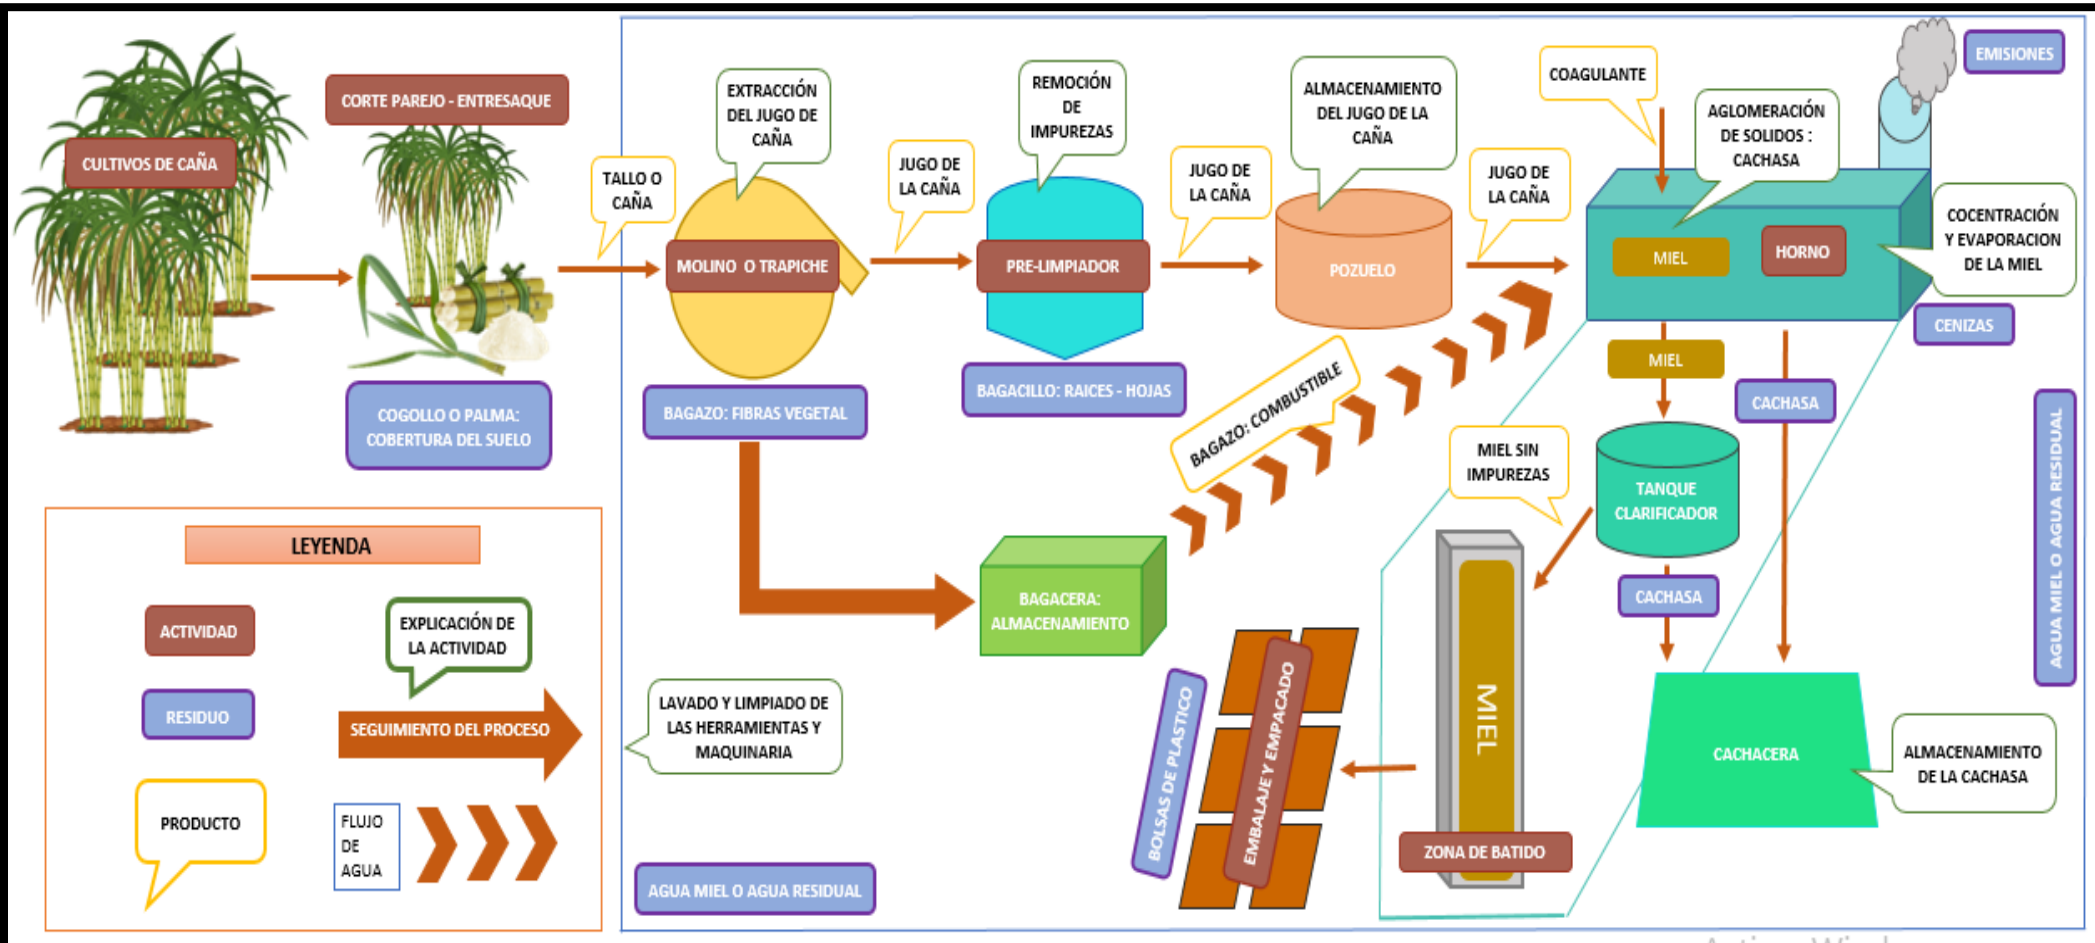 CULTIVOS DE CAÑA
CORTE PAREJO - ENTRESAQUE
COGOLLO O PALMA:
COBERTURA DEL SUELO
TALLO O
CAÑA
EXTRACCIÓN
DEL JUGO DE
CAÑA
MOLINO O TRAPICHE
BAGAZO: FIBRAS VEGETAL
JUGO DE
LA CAÑA
REMOCIÓN
DE
IMPUREZAS
PRE-LIMPIADOR
BAGACILLO: RAICES - HOJAS
JUGO DE
LA CAÑA
ALMACENAMIENTO
DEL JUGO DE LA
CAÑA
POZUELO
JUGO DE
LA CAÑA
COAGULANTE
AGLOMERACIÓN
DE SOLIDOS :
CACHASA
EMISIONES
MIEL
HORNO
COCENTRACIÓN
Y EVAPORACION
DE LA MIEL
CENIZAS
MIEL
CACHASA
BAGAZO: COMBUSTIBLE
MIEL SIN
IMPUREZAS
TANQUE
CLARIFICADOR
CACHASA
AGUA MIEL O AGUA RESIDUAL
BAGACERA:
ALMACENAMIENTO
MIEL
ZONA DE BATIDO
EMBALAJE Y EMPACADO
BOLSAS DE PLASTICO
CACHACERA
ALMACENAMIENTO
DE LA CACHASA
LAVADO Y LIMPIADO DE
LAS HERRAMIENTAS Y
MAQUINARIA
AGUA MIEL O AGUA RESIDUAL
LEYENDA
ACTIVIDAD
EXPLICACIÓN DE
LA ACTIVIDAD
RESIDUO
SEGUIMIENTO DEL PROCESO
PRODUCTO
FLUJO
DE
AGUA